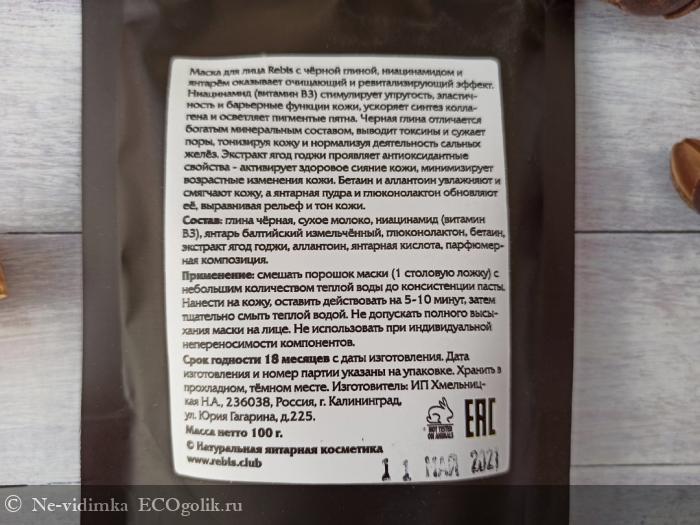 Маска для лица Rebis с чёрной глиной, ниацинамидом и
янтарём оказывает очищающий и ревитализирующий эффект.
Ниацинамид (витамин B3) стимулирует упругость, эластич-
ность и барьерные функции кожи, ускоряет синтез колла-
гена и осветляет пигментые пятна. Черная глина отличается
богатым минеральным составом, выводит токсины и сужает
поры, тонизируя кожу и нормализуя деятельность сальных
желёз. Экстракт ягод годжи проявляет антиоксидантные
свойства - активирует здоровое сияние кожи, минимизирует
возрастные изменения кожи. Бетаин и аллантоин увлажняют и
смягчают кожу, а янтарная пудра и глюконолактон обновляют
её, выравнивая рельеф и тон кожи.
Состав: глина чёрная, сухое молоко, ниацинамид (витамин
B3), янтарь балтийский измельчённый, глюконолактон, бетаин,
экстракт ягод годжи, аллантоин, янтарная кислота, парфюмер-
ная композиция.
Применение: смешать порошок маски (1 столовую ложку) с
небольшим количеством теплой воды до консистенции пасты.
Нанести на кожу, оставить действовать на 5-10 минут, затем
тщательно смыть теплой водой. Не допускать полного высы-
хания маски на лице. Не использовать при индивидуальной
непереносимости компонентов.
Срок годности 18 месяцев с даты изготовления. Дата
изготовления и номер партии указаны на упаковке. Хранить в
прохладном, тёмном месте. Изготовитель: ИП Хмельниц-
кая Н.А., 236038, Россия, г. Калининград,
ул. Юрия Гагарина, д.225.
Масса нетто 100 г.
© Натуральная янтарная косметика
www.rebis.club
NOT TESTED
ON ANIMALS
EAC
11 МАЯ 2021
© Ne-vidimka ECOgolik.ru